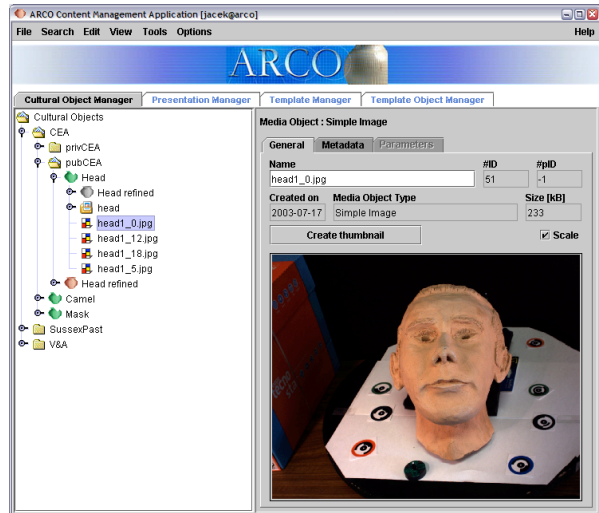 ARCO Content Management Application [jacek@arco]
File Search Edit View Tools Options Help
ARCO
Cultural Object Manager Presentation Manager Template Manager Template Object Manager
Cultural Objects
CEA
privCEA
pubCEA
Head
Head refined
head
head1_0.jpg
head1_12.jpg
head1_18.jpg
head1_5.jpg
Head refined
Camel
Mask
SussexPast
V&A
Media Object : Simple Image
General Metadata Parameters
Name #ID #pID
head1_0.jpg 51 -1
Created on Media Object Type Size [kB]
2003-07-17 Simple Image 233
Create thumbnail Scale